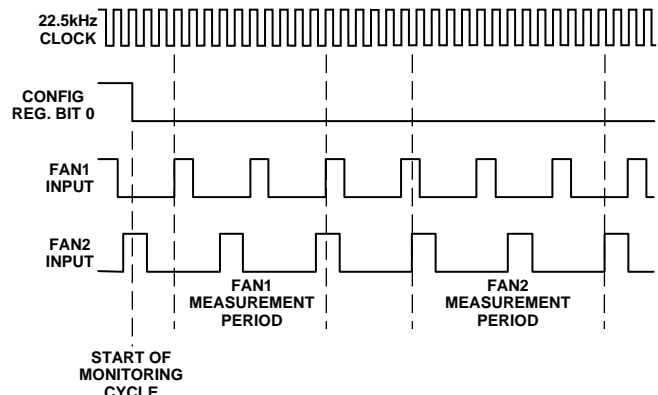 22.5kHz
CLOCK
CONFIG
REG. BIT 0
FAN1
INPUT
FAN2
INPUT
FAN1
MEASUREMENT
PERIOD
FAN2
MEASUREMENT
PERIOD
START OF
MONITORING
CYCLE